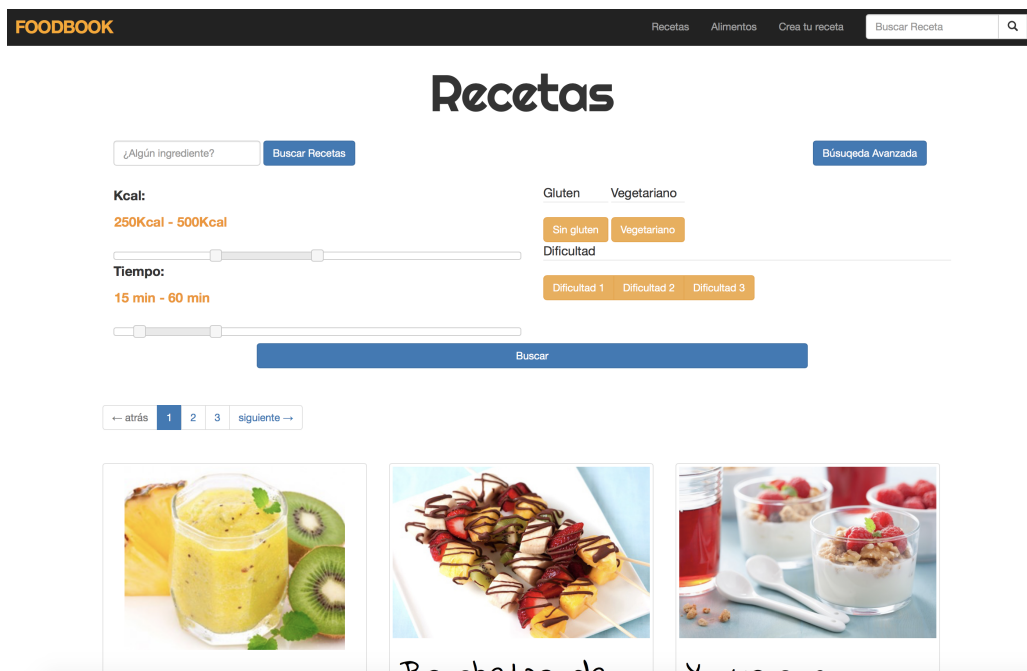 FOODBOOK Recetas Alimentos Crea tu receta Buscar Receta
Recetas
¿Algún ingrediente? Buscar Recetas Búsuqeda Avanzada
Kcal:
250Kcal - 500Kcal
Tiempo:
15 min - 60 min
Gluten Vegetariano
Sin gluten Vegetariano
Dificultad
Dificultad 1 Dificultad 2 Dificultad 3
Buscar
← atrás 1 2 3 siguiente →